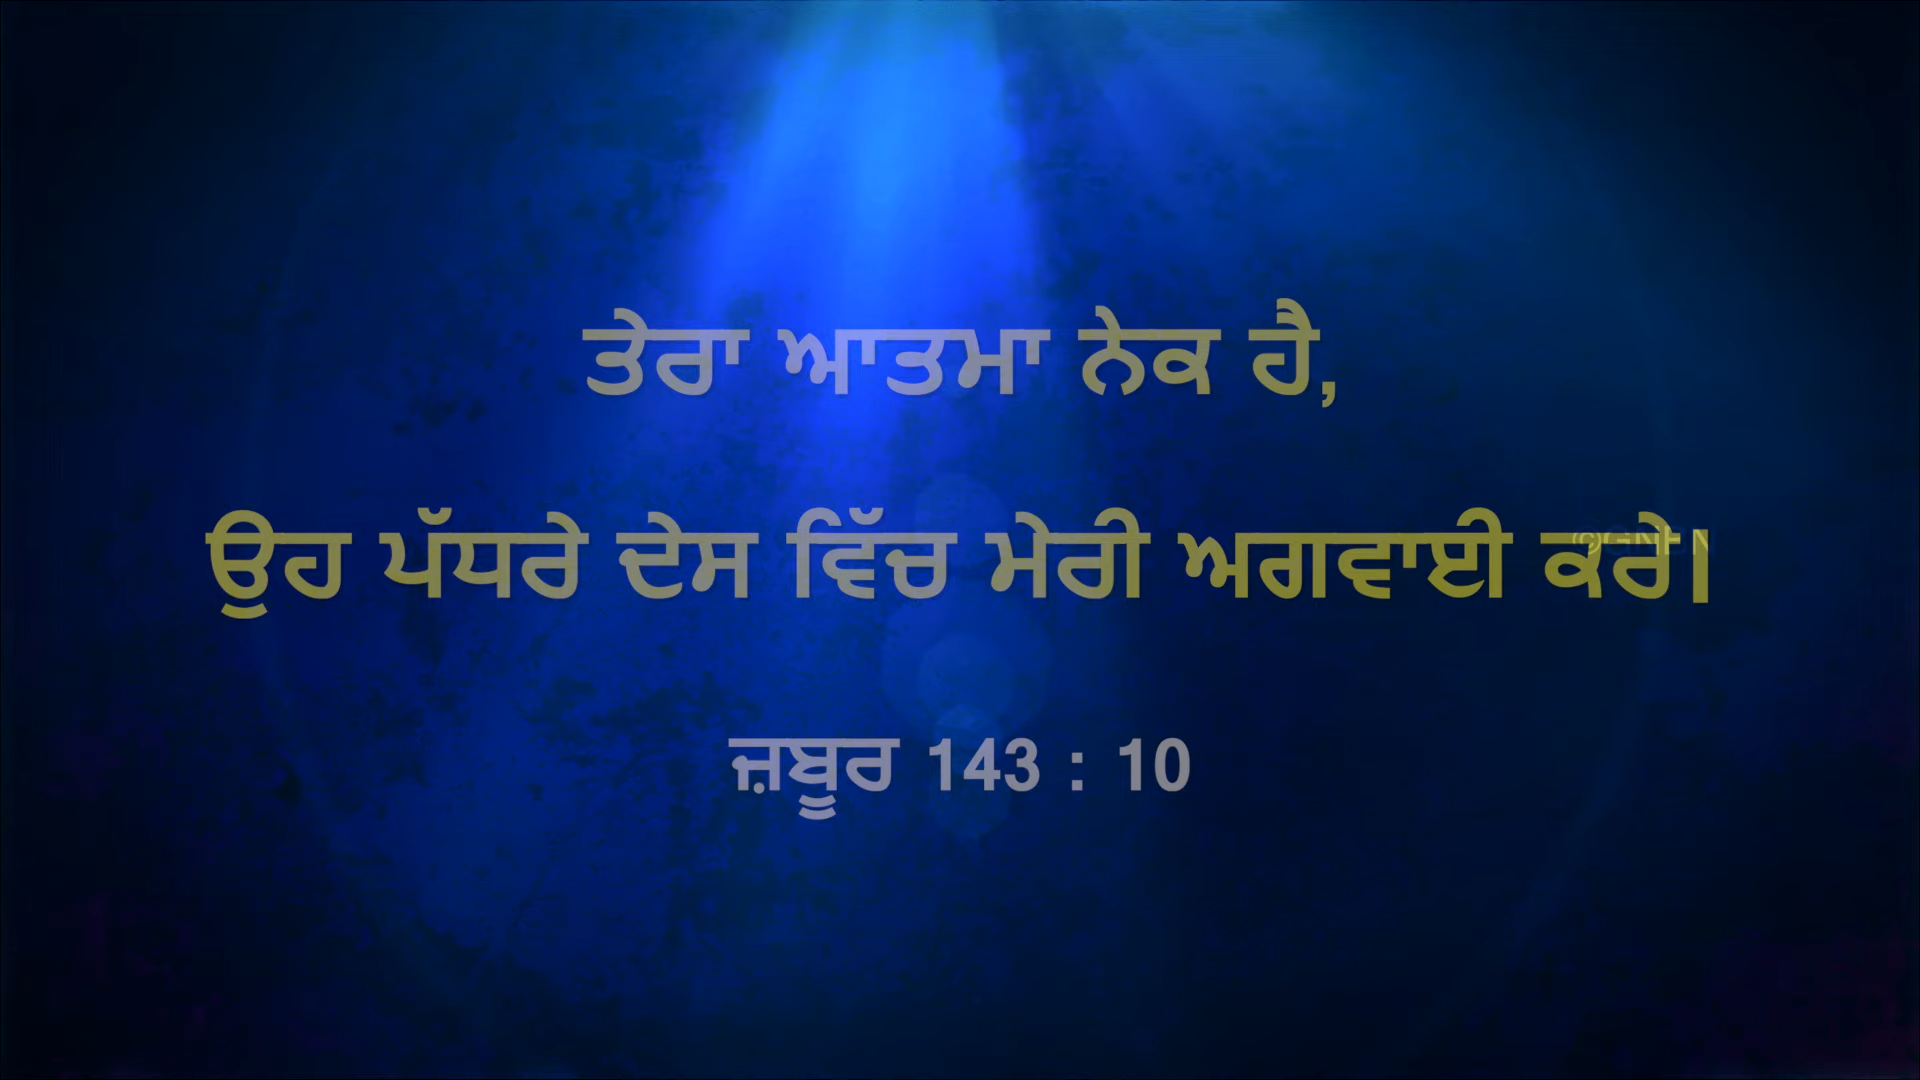 ਤੇਰਾ ਆਤਮਾ ਨੇਕ ਹੈ,
ਉਹ ਪੱਧਰੇ ਦੇਸ ਵਿੱਚ ਮੇਰੀ ਅਗਵਾਈ ਕਰੇ।
ਜ਼ਬੂਰ 143 : 10